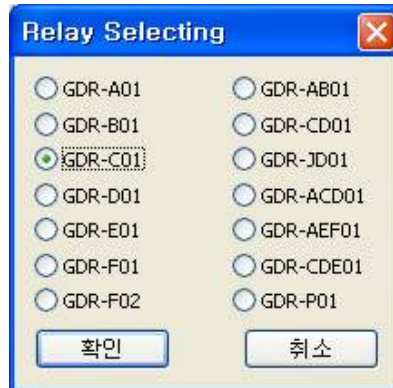 Relay Selecting
GDR-A01
GDR-B01
GDR-C01
GDR-D01
GDR-E01
GDR-F01
GDR-F02
GDR-AB01
GDR-CD01
GDR-JD01
GDR-ACD01
GDR-AEF01
GDR-CDE01
GDR-P01
확인
취소